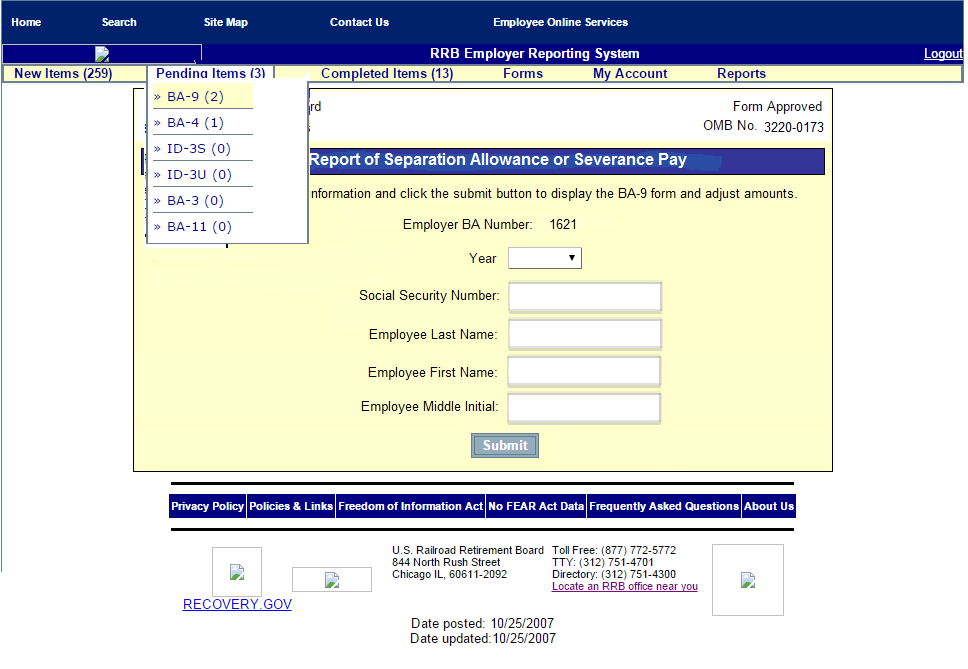 Home Search Site Map Contact Us Employee Online Services
RRB Employer Reporting System Logout
New Items (259) Pending Items (3) Completed Items (13) Forms My Account Reports
» BA-9 (2)
» BA-4 (1)
» ID-3S (0)
» ID-3U (0)
» BA-3 (0)
» BA-11 (0)
Form Approved
OMB No. 3220-0173
Report of Separation Allowance or Severance Pay
information and click the submit button to display the BA-9 form and adjust amounts.
Employer BA Number: 1621
Year
Social Security Number:
Employee Last Name:
Employee First Name:
Employee Middle Initial:
Submit
Privacy Policy Policies & Links Freedom of Information Act No FEAR Act Data Frequently Asked Questions About Us
U.S. Railroad Retirement Board Toll Free: (877) 772-5772
844 North Rush Street TTY: (312) 751-4701
Chicago IL, 60611-2092 Directory: (312) 751-4300
Locate an RRB office near you
RECOVERY.GOV
Date posted: 10/25/2007
Date updated:10/25/2007